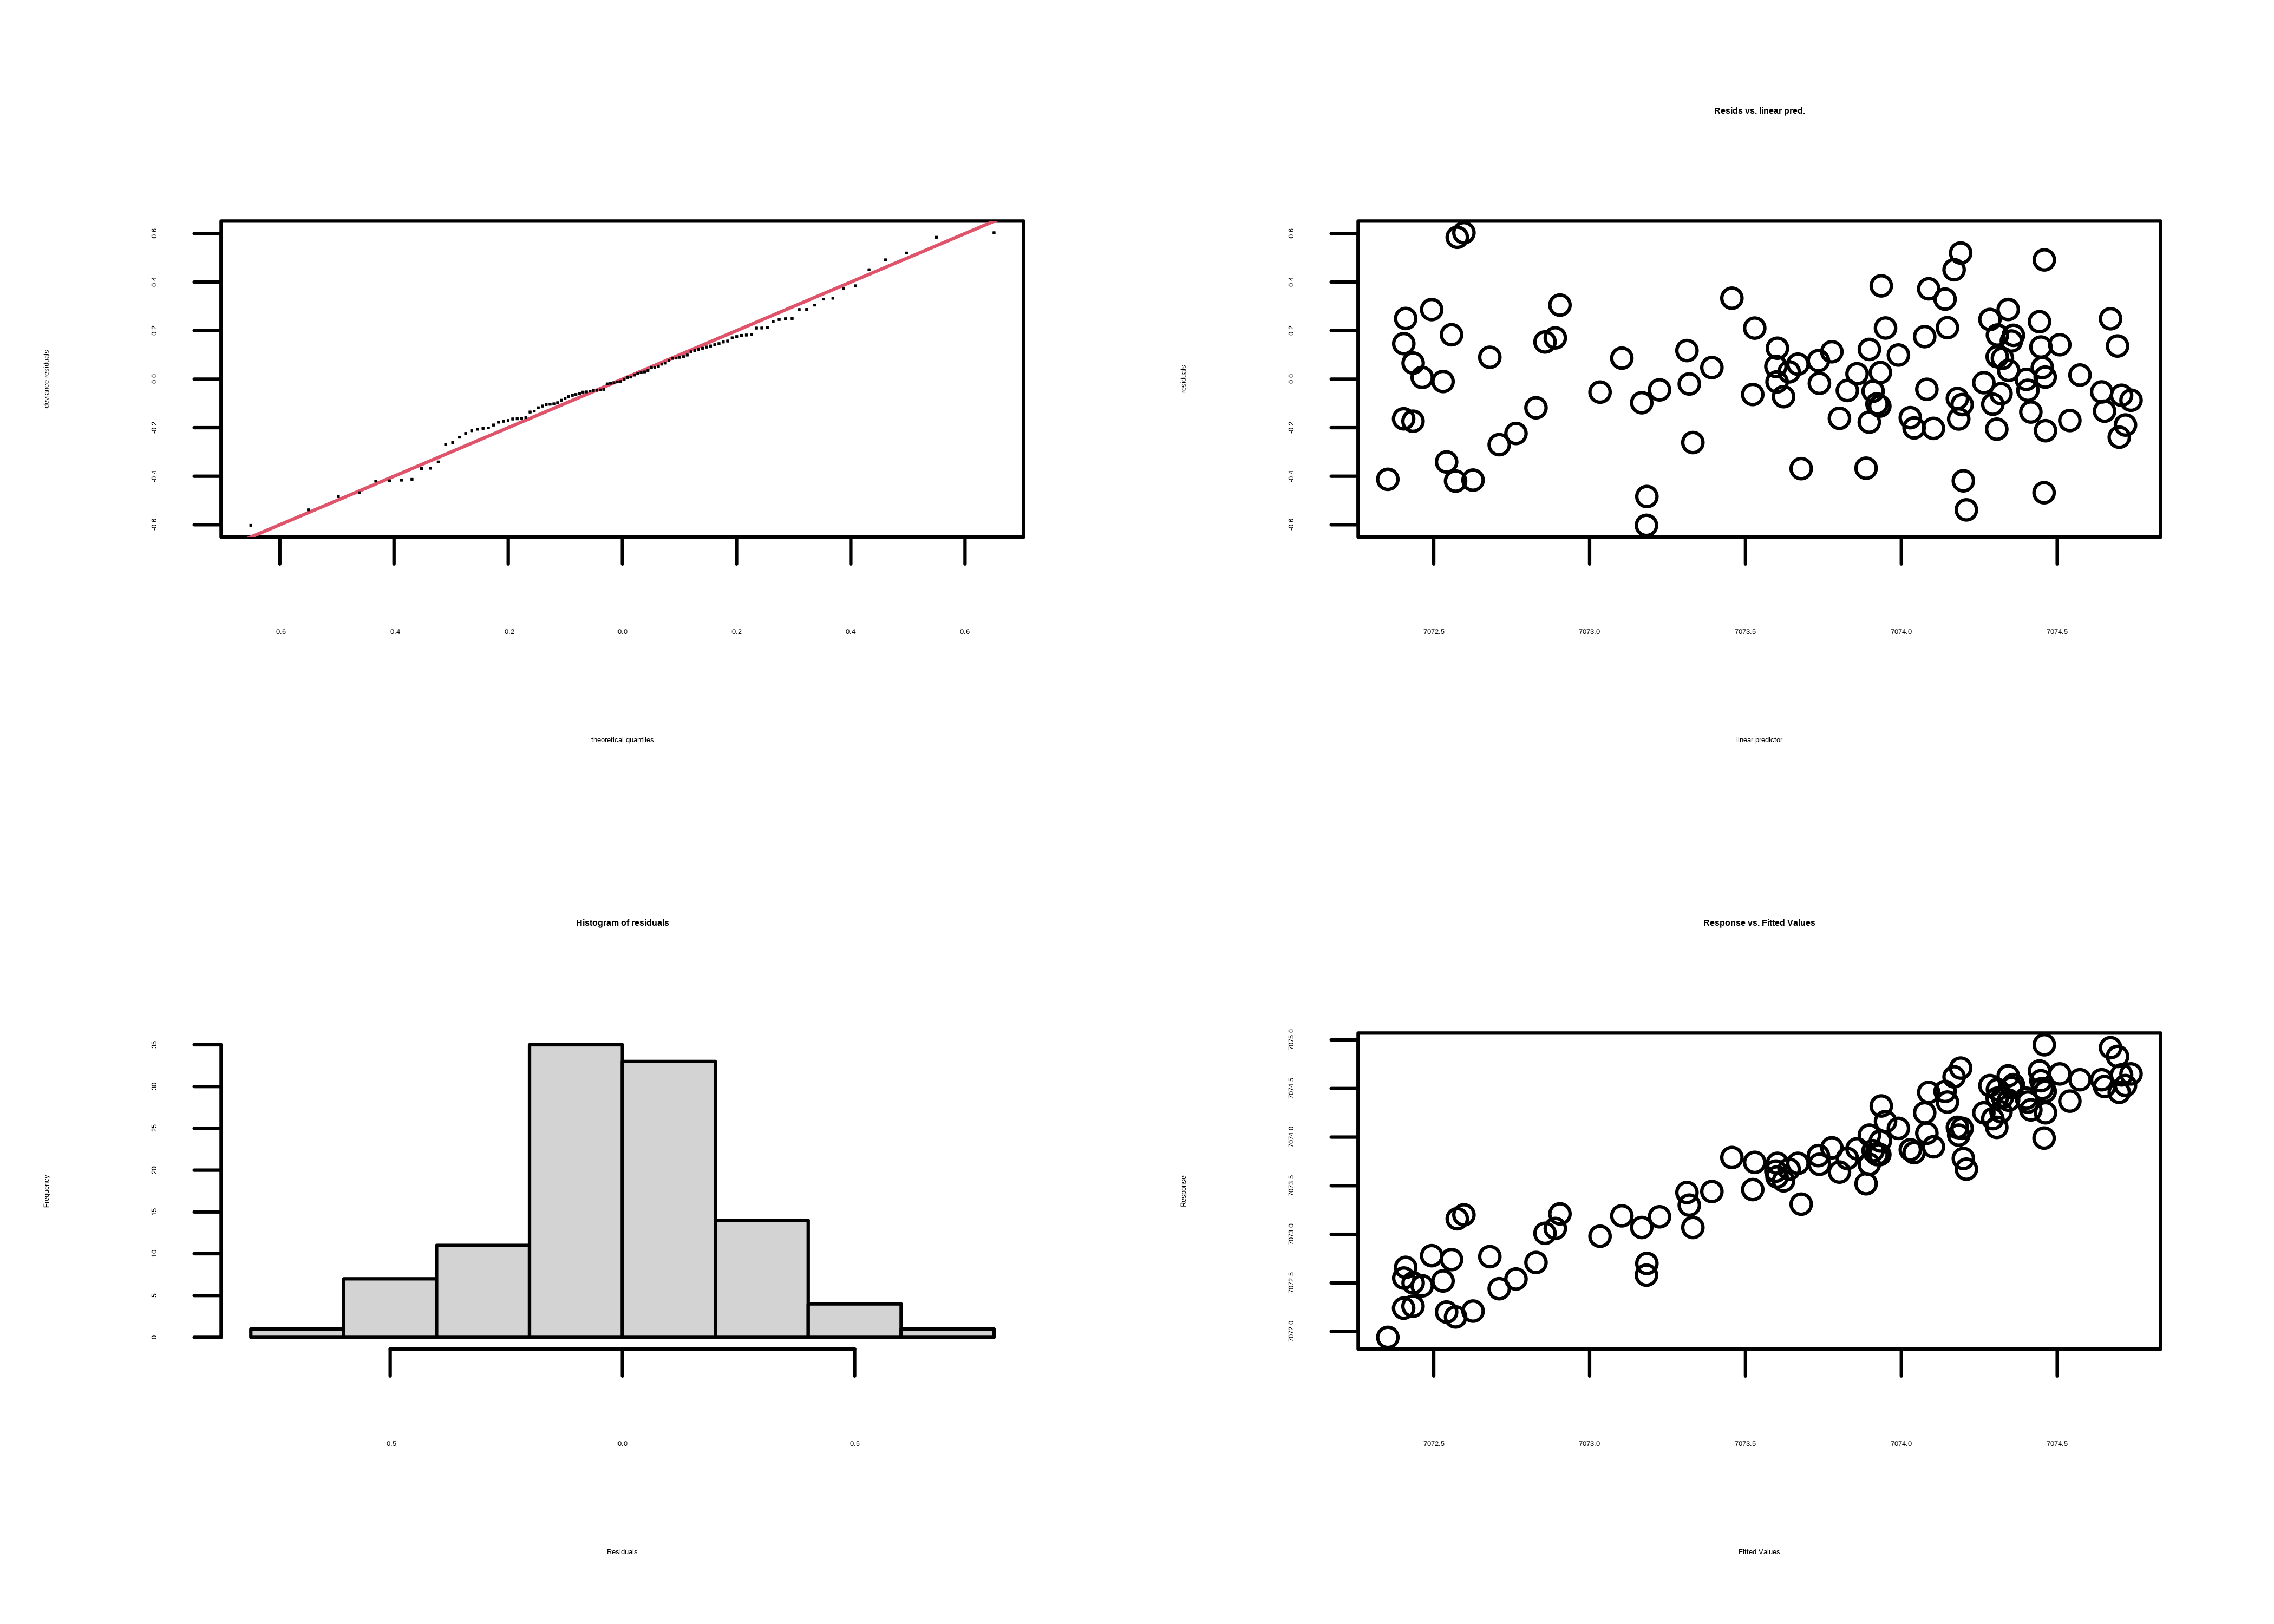 deviance residuals
0.6
0.4
0.2
0.0
-0.2
-0.4
-0.6
-0.6 -0.4 -0.2 0.0 0.2 0.4 0.6
theoretical quantiles
Resids vs. linear pred.
residuals
0.6
0.4
0.2
0.0
-0.2
-0.4
-0.6
7072.5 7073.0 7073.5 7074.0 7074.5
linear predictor
Histogram of residuals
Frequency
35
30
25
20
15
10
5
0
-0.5 0.0 0.5
Residuals
Response vs. Fitted Values
Response
7075.0
7074.5
7074.0
7073.5
7073.0
7072.5
7072.0
7072.5 7073.0 7073.5 7074.0 7074.5
Fitted Values